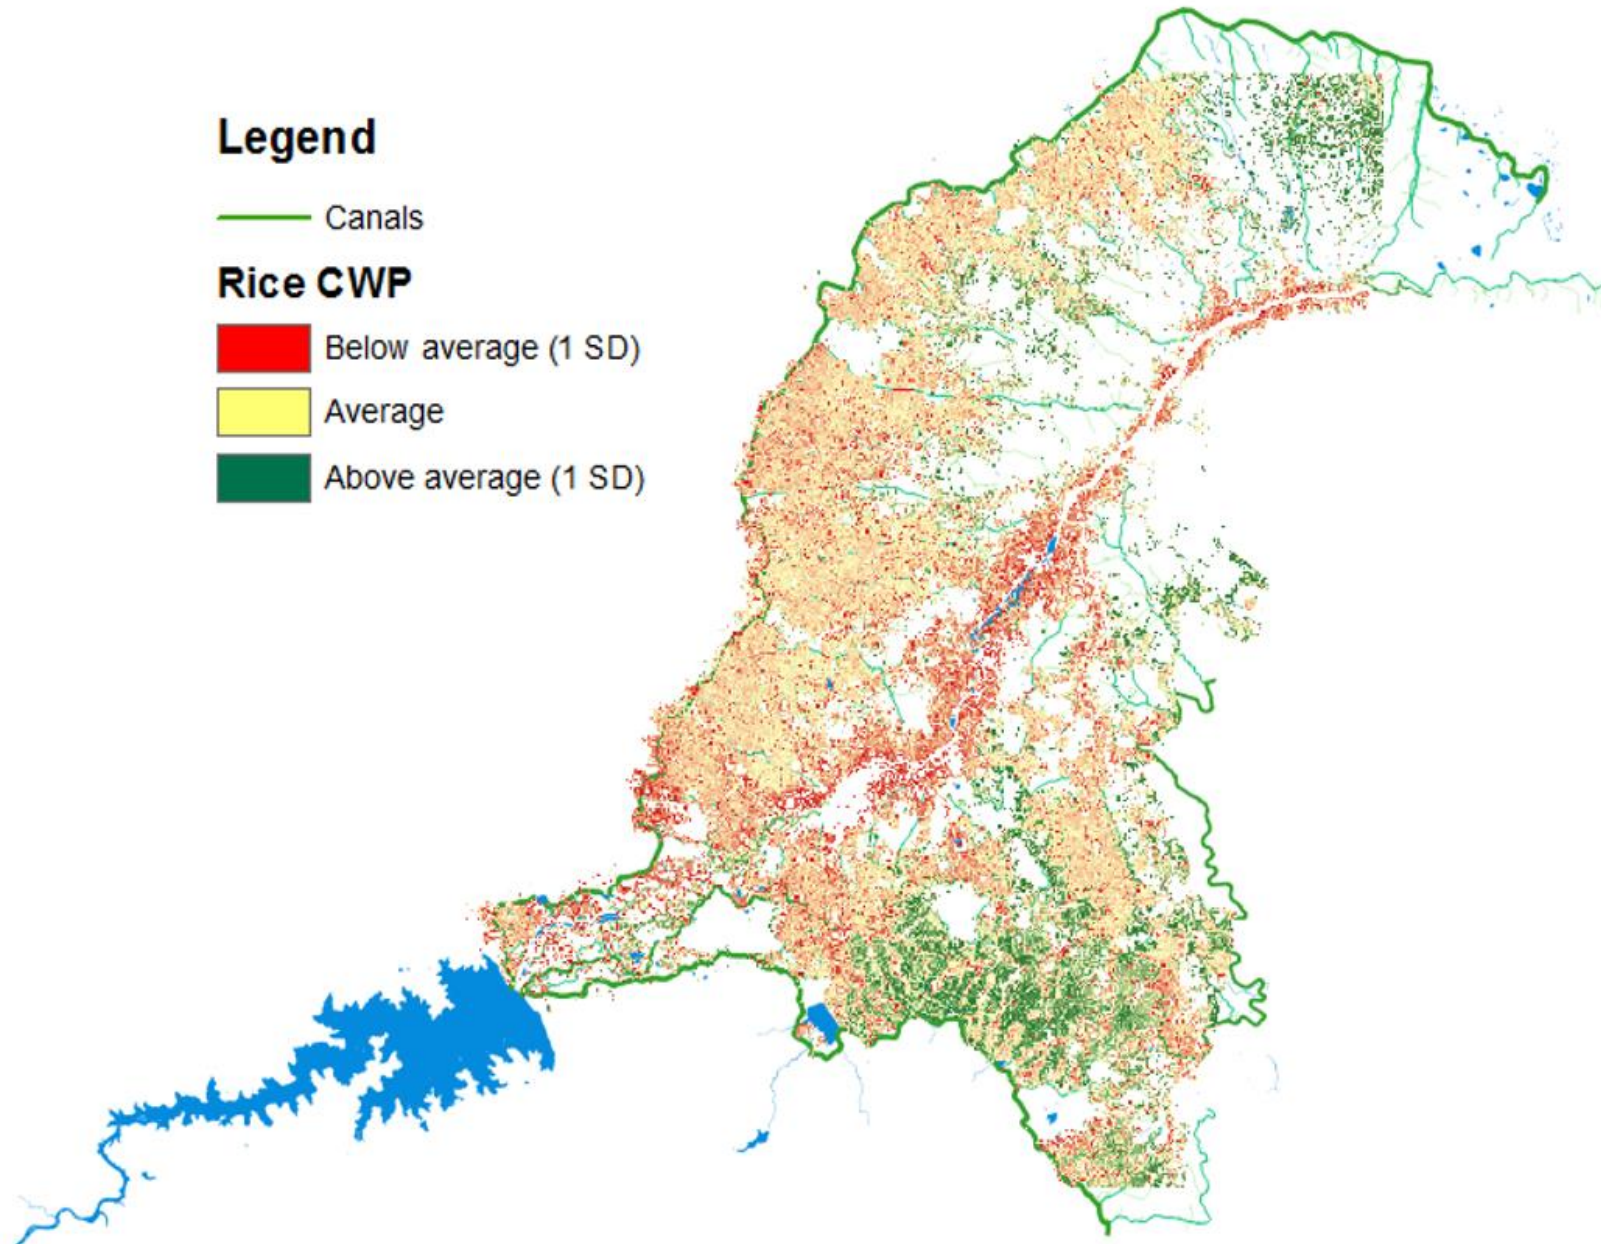 Legend
Canals
Rice CWP
Below average (1 SD)
Average
Above average (1 SD)